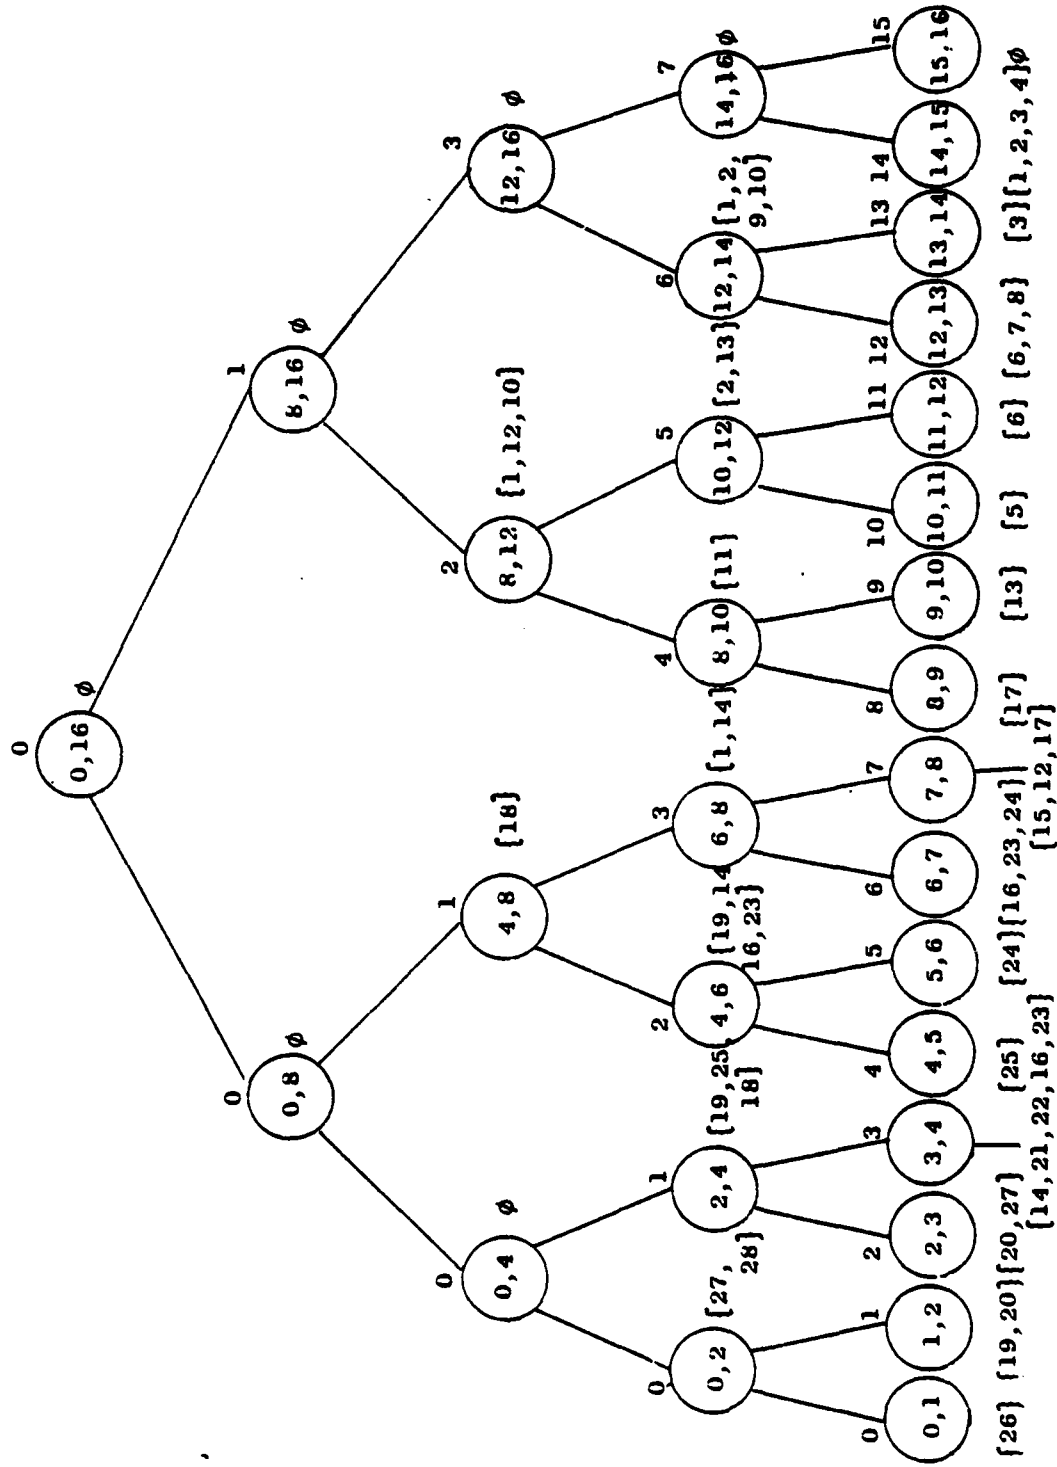 0
0,16 ø
0 1
0,8 ø 8,16 ø
0 1 2 3
0,4 ø 4,8 {18} 8,12 {1,12,10} 12,16 ø
0 1 2 3 4 5 6 7
0,2 {27, 2,4 {19,25, 4,6 {19,14 6,8 {1,14} 8,10 {11} 10,12 {2,13} 12,14 {1,2, 14,16 ø
28} 18} 16,23} 9,10}
0 1 2 3 4 5 6 7 8 9 10 11 12 13 14 15
0,1 1,2 2,3 3,4 4,5 5,6 6,7 7,8 8,9 9,10 10,11 11,12 12,13 13,14 14,15 15,16
{26} {19,20}{20,27} {25} {24}{16,23,24} {17} {13} {5} {6} {6,7,8} {3}{1,2,3,4}ø
{14,21,22,16,23} {15,12,17}